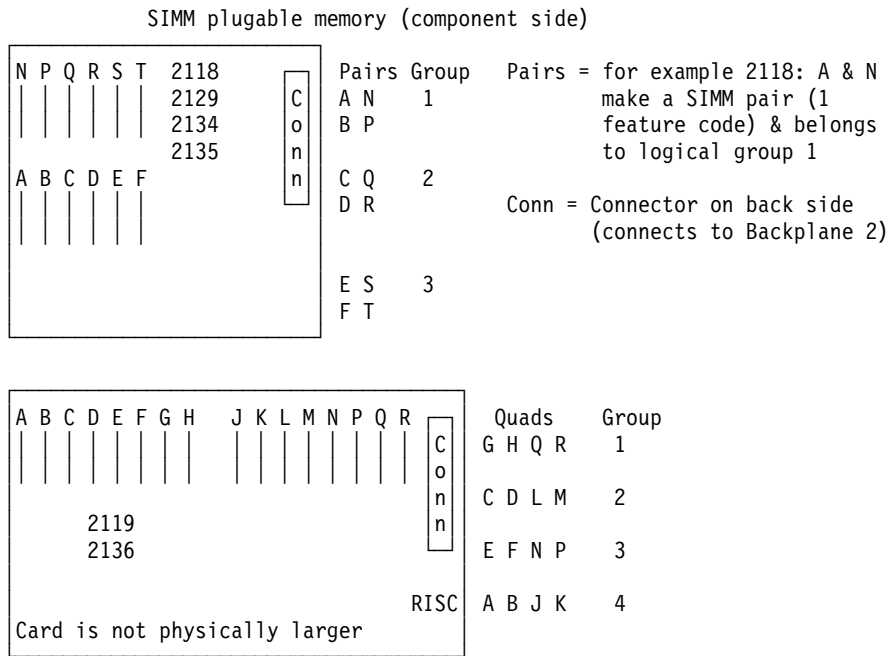 SIMM plugable memory (component side)
N P Q R S T 2118 Pairs Group Pairs = for example 2118: A & N
2129 C A N 1 make a SIMM pair (1
2134 o B P feature code) & belongs
2135 n to logical group 1
A B C D E F n C Q 2
D R Conn = Connector on back side
(connects to Backplane 2)
E S 3
F T
A B C D E F G H J K L M N P Q R Quads Group
C G H Q R 1
o
n C D L M 2
2119 n
2136 E F N P 3
RISC A B J K 4
Card is not physically larger